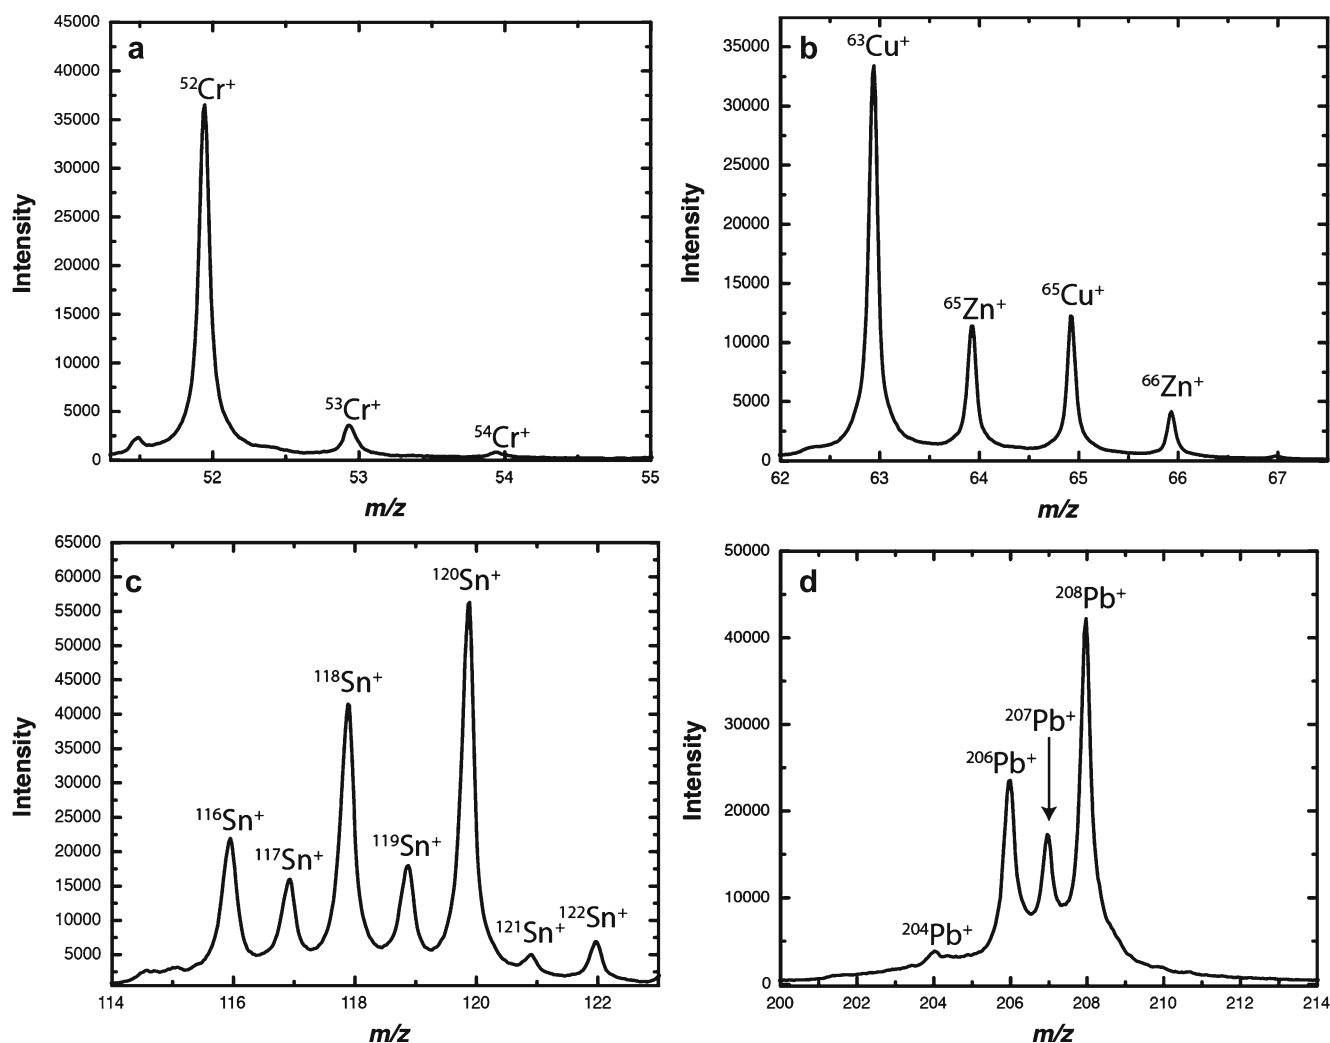 a
45000
40000
35000
30000
25000
20000
15000
10000
5000
0
Intensity
52Cr+
53Cr+
54Cr+
52 53 54 55
m/z
b
35000
30000
25000
20000
15000
10000
5000
0
Intensity
63Cu+
65Zn+
65Cu+
66Zn+
62 63 64 65 66 67
m/z
c
65000
60000
55000
50000
45000
40000
35000
30000
25000
20000
15000
10000
5000
Intensity
116Sn+
117Sn+
118Sn+
119Sn+
120Sn+
121Sn+
122Sn+
114 116 118 120 122
m/z
d
50000
40000
30000
20000
10000
0
Intensity
204Pb+
206Pb+
207Pb+
208Pb+
200 202 204 206 208 210 212 214
m/z